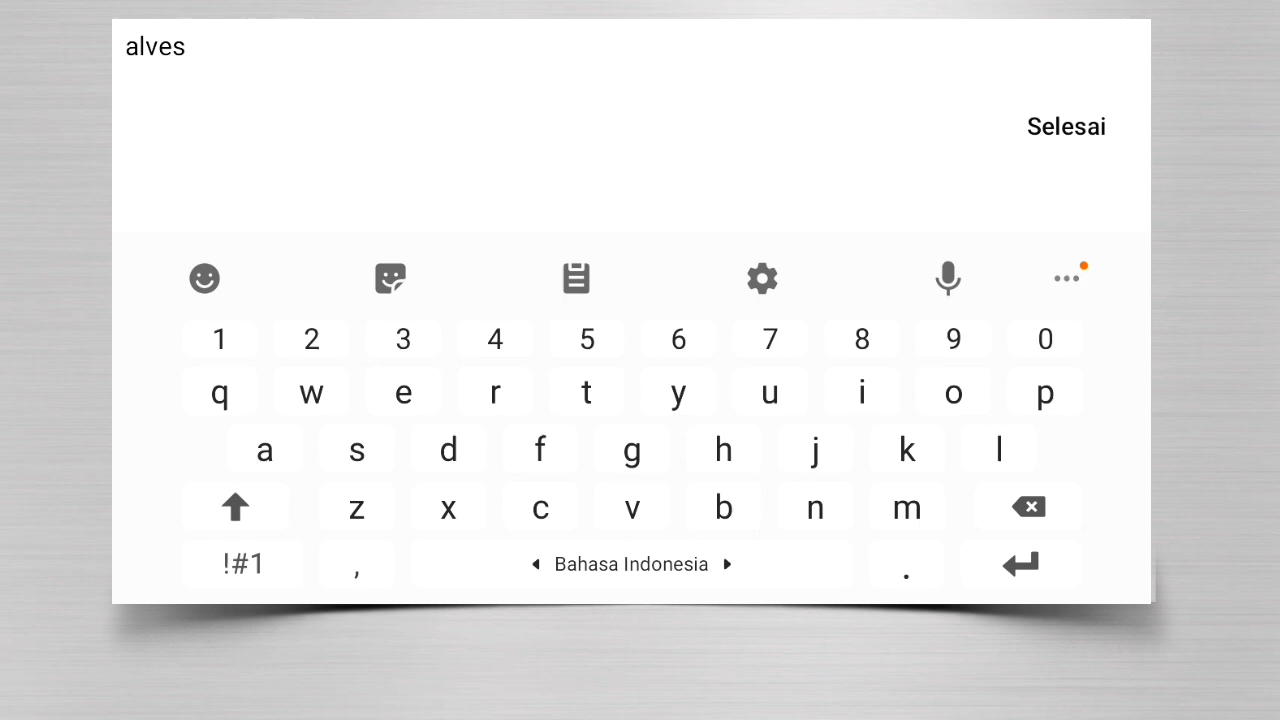 alves
Selesai
1 2 3 4 5 6 7 8 9 0
q w e r t y u i o p
a s d f g h j k l
z x c v b n m
!#1 , Bahasa Indonesia .